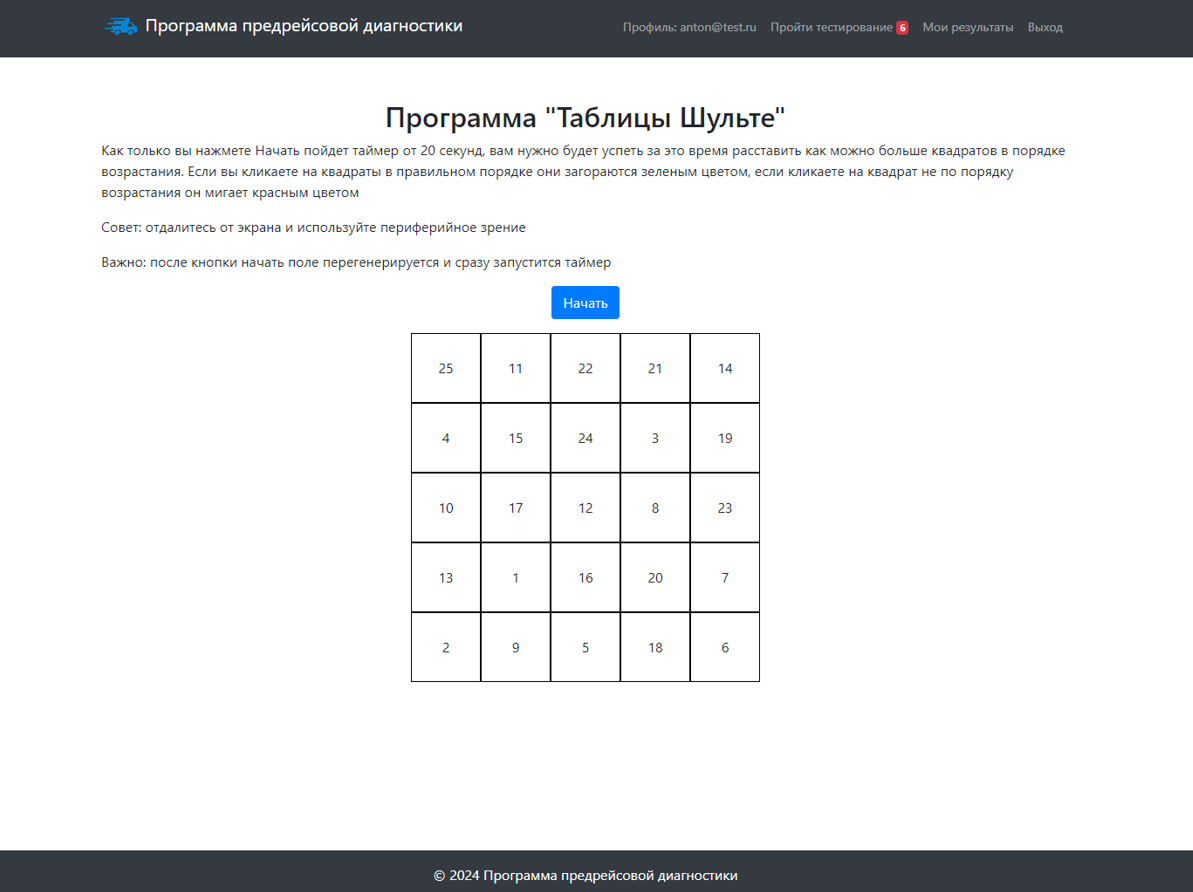 Программа предрейсовой диагностики
Профиль: anton@test.ru Пройти тестирование 6 Мои результаты Выход
Программа "Таблицы Шульте"
Как только вы нажмете Начать пойдет таймер от 20 секунд, вам нужно будет успеть за это время расставить как можно больше квадратов в порядке
возрастания. Если вы кликаете на квадраты в правильном порядке они загораются зеленым цветом, если кликаете на квадрат не по порядку
возрастания он мигает красным цветом
Совет: отдалитесь от экрана и используйте периферийное зрение
Важно: после кнопки начать поле перегенерируется и сразу запустится таймер
Начать
25 11 22 21 14
4 15 24 3 19
10 17 12 8 23
13 1 16 20 7
2 9 5 18 6
© 2024 Программа предрейсовой диагностики